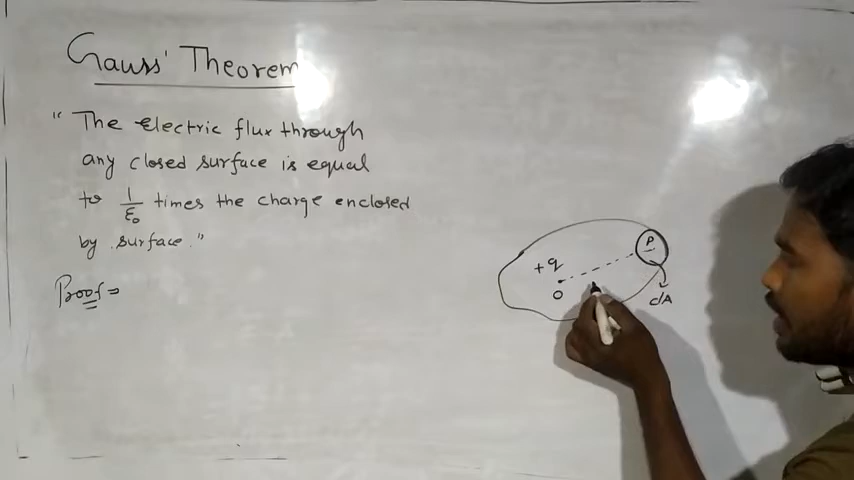 Gauss' Theorem
" The electric flux through
any closed surface is equal
to 1/ε₀ times the charge enclosed
by surface."
Proof =
P
+q
O
dA